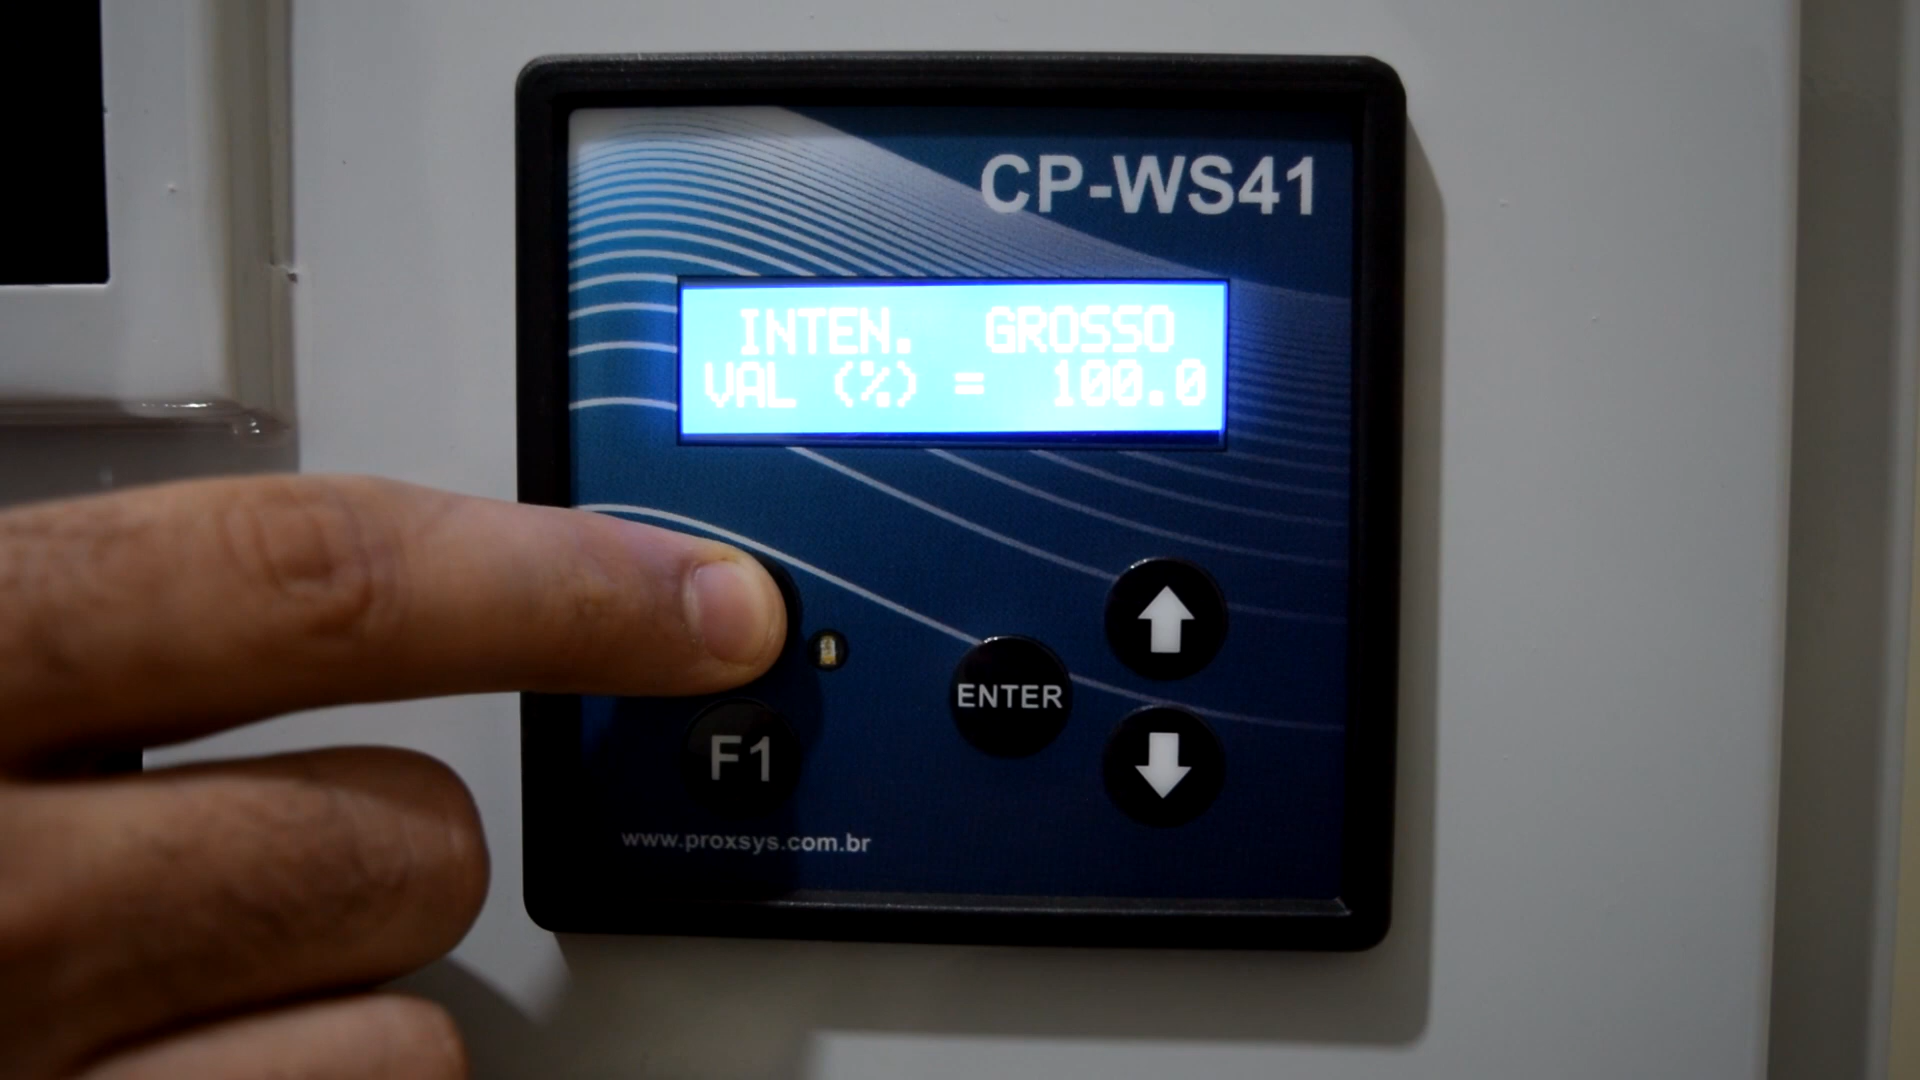 CP-WS41
INTEN. GROSSO
VAL (%) = 100.0
ENTER
F1
www.proxsys.com.br